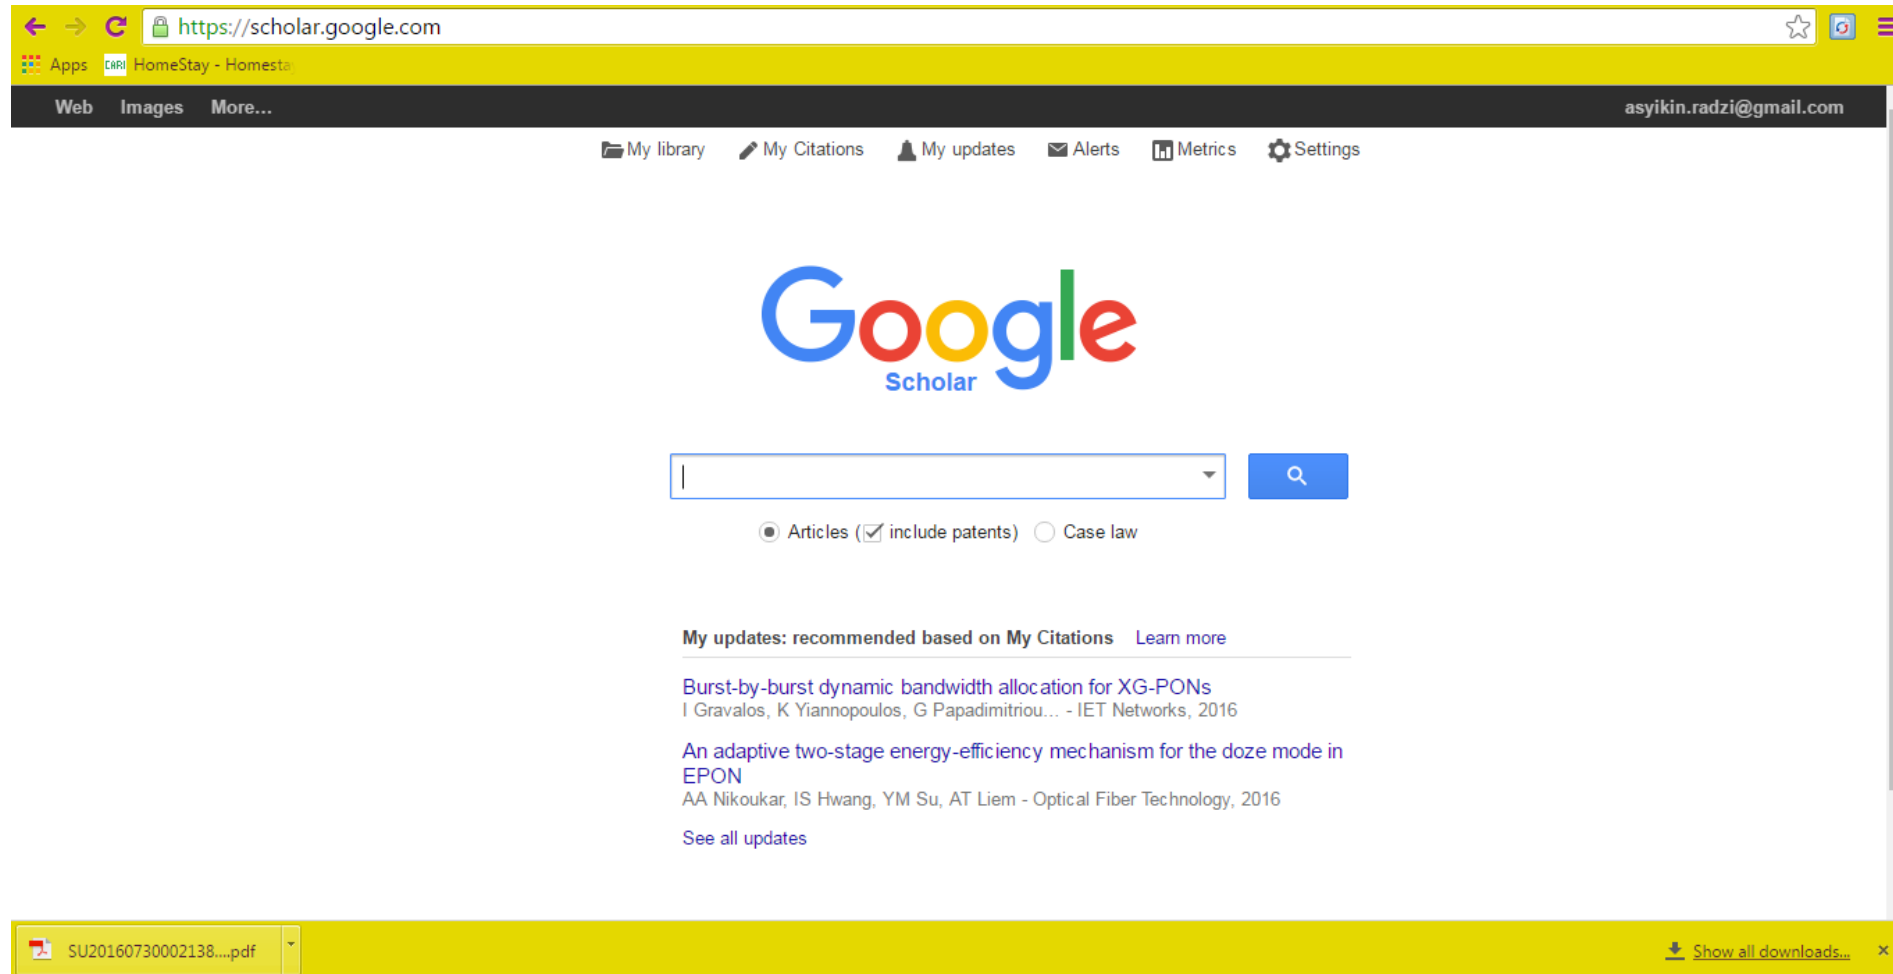 https://scholar.google.com
Apps CARI HomeStay - Homesta
Web Images More... asyikin.radzi@gmail.com
My library My Citations My updates Alerts Metrics Settings
Google
Scholar
Articles (include patents) Case law
My updates: recommended based on My Citations Learn more
Burst-by-burst dynamic bandwidth allocation for XG-PONs
I Gravalos, K Yiannopoulos, G Papadimitriou... - IET Networks, 2016
An adaptive two-stage energy-efficiency mechanism for the doze mode in
EPON
AA Nikoukar, IS Hwang, YM Su, AT Liem - Optical Fiber Technology, 2016
See all updates
SU20160730002138....pdf Show all downloads...